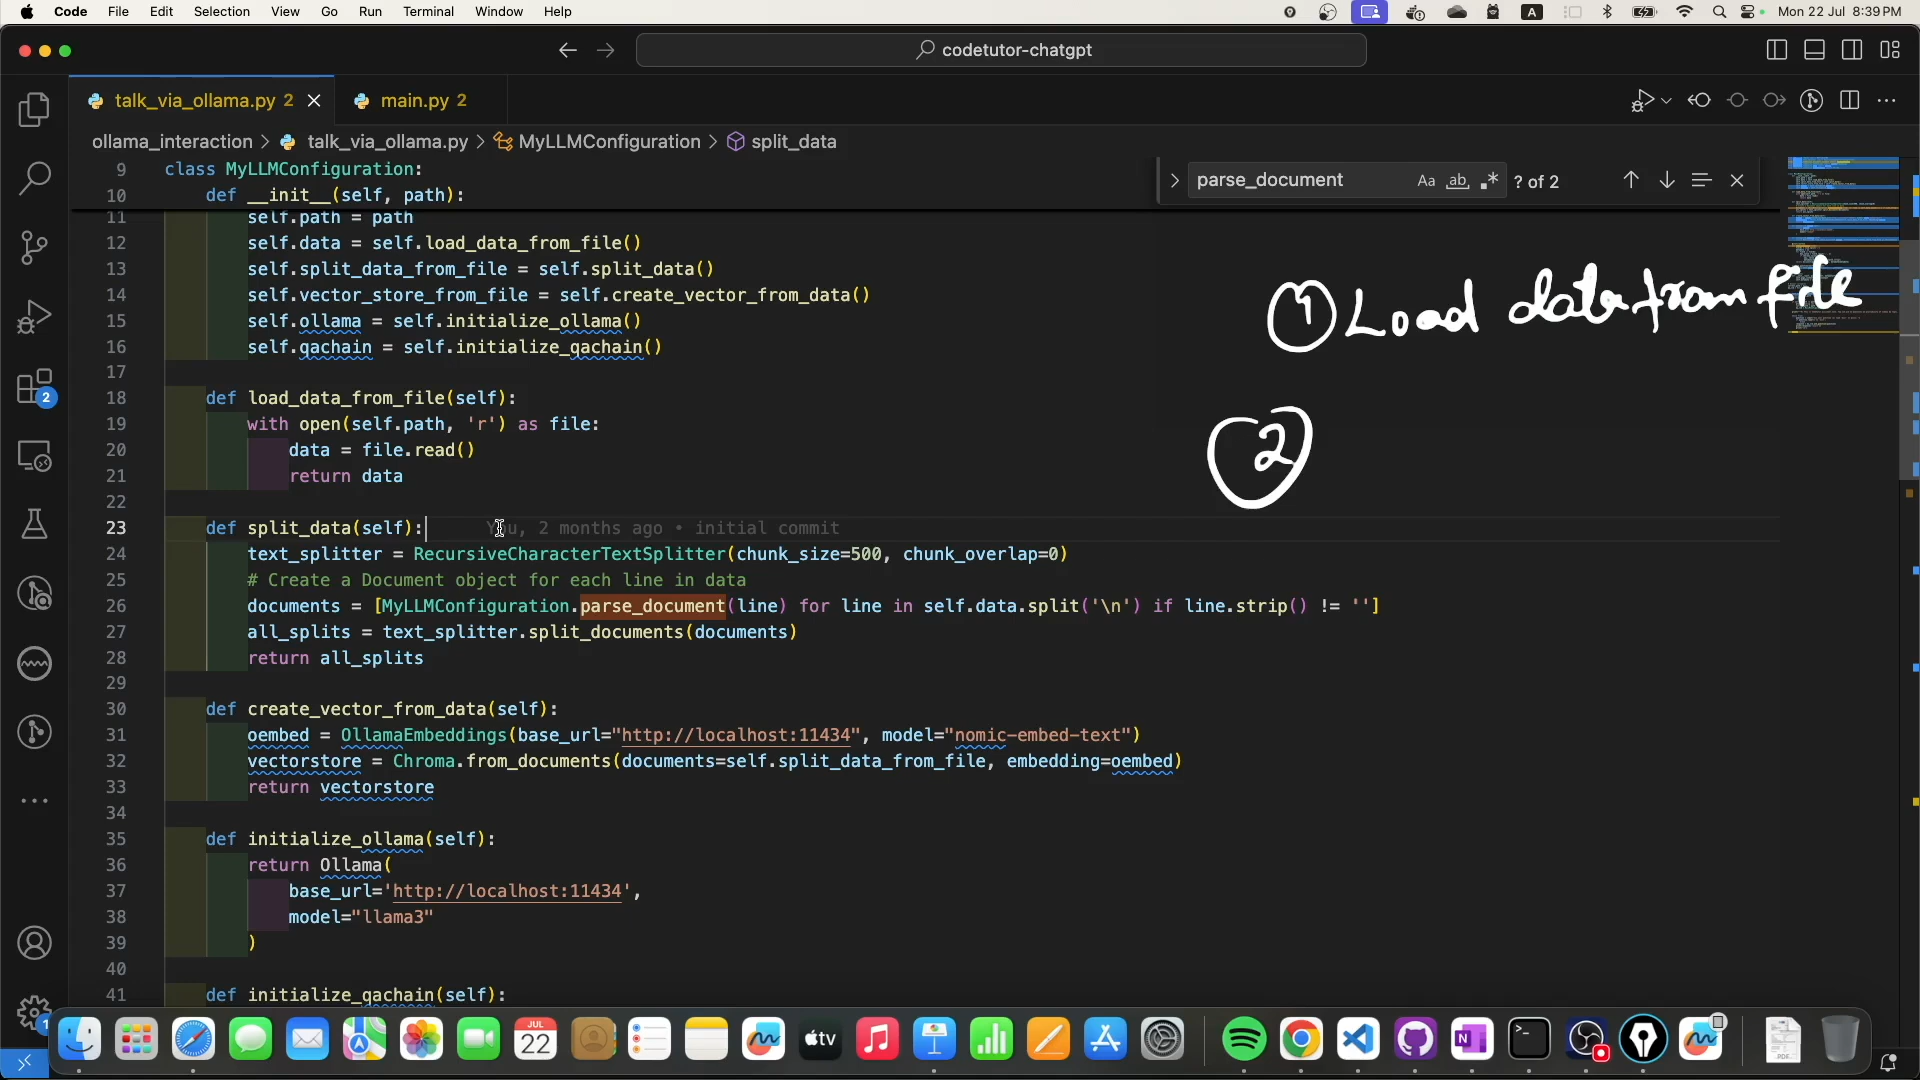 Code File Edit Selection View Go Run Terminal Window Help
A
Mon 22 Jul 8:39 PM
codetutor-chatgpt
talk_via_ollama.py 2
main.py 2
ollama_interaction > talk_via_ollama.py > MyLLMConfiguration > split_data
parse_document
Aa ab .* ? of 2
9 class MyLLMConfiguration:
10 def __init__(self, path):
11 self.path = path
12 self.data = self.load_data_from_file()
13 self.split_data_from_file = self.split_data()
14 self.vector_store_from_file = self.create_vector_from_data()
15 self.ollama = self.initialize_ollama()
16 self.qachain = self.initialize_qachain()
17
18 def load_data_from_file(self):
19 with open(self.path, 'r') as file:
20 data = file.read()
21 return data
22
23 def split_data(self): You, 2 months ago • initial commit
24 text_splitter = RecursiveCharacterTextSplitter(chunk_size=500, chunk_overlap=0)
25 # Create a Document object for each line in data
26 documents = [MyLLMConfiguration.parse_document(line) for line in self.data.split('\n') if line.strip() != '']
27 all_splits = text_splitter.split_documents(documents)
28 return all_splits
29
30 def create_vector_from_data(self):
31 oembed = OllamaEmbeddings(base_url="http://localhost:11434", model="nomic-embed-text")
32 vectorstore = Chroma.from_documents(documents=self.split_data_from_file, embedding=oembed)
33 return vectorstore
34
35 def initialize_ollama(self):
36 return Ollama(
37 base_url='http://localhost:11434',
38 model="llama3"
39 )
40
41 def initialize_qachain(self):
① Load data from file
②
2
1
JUL
22
tv
N
PDF